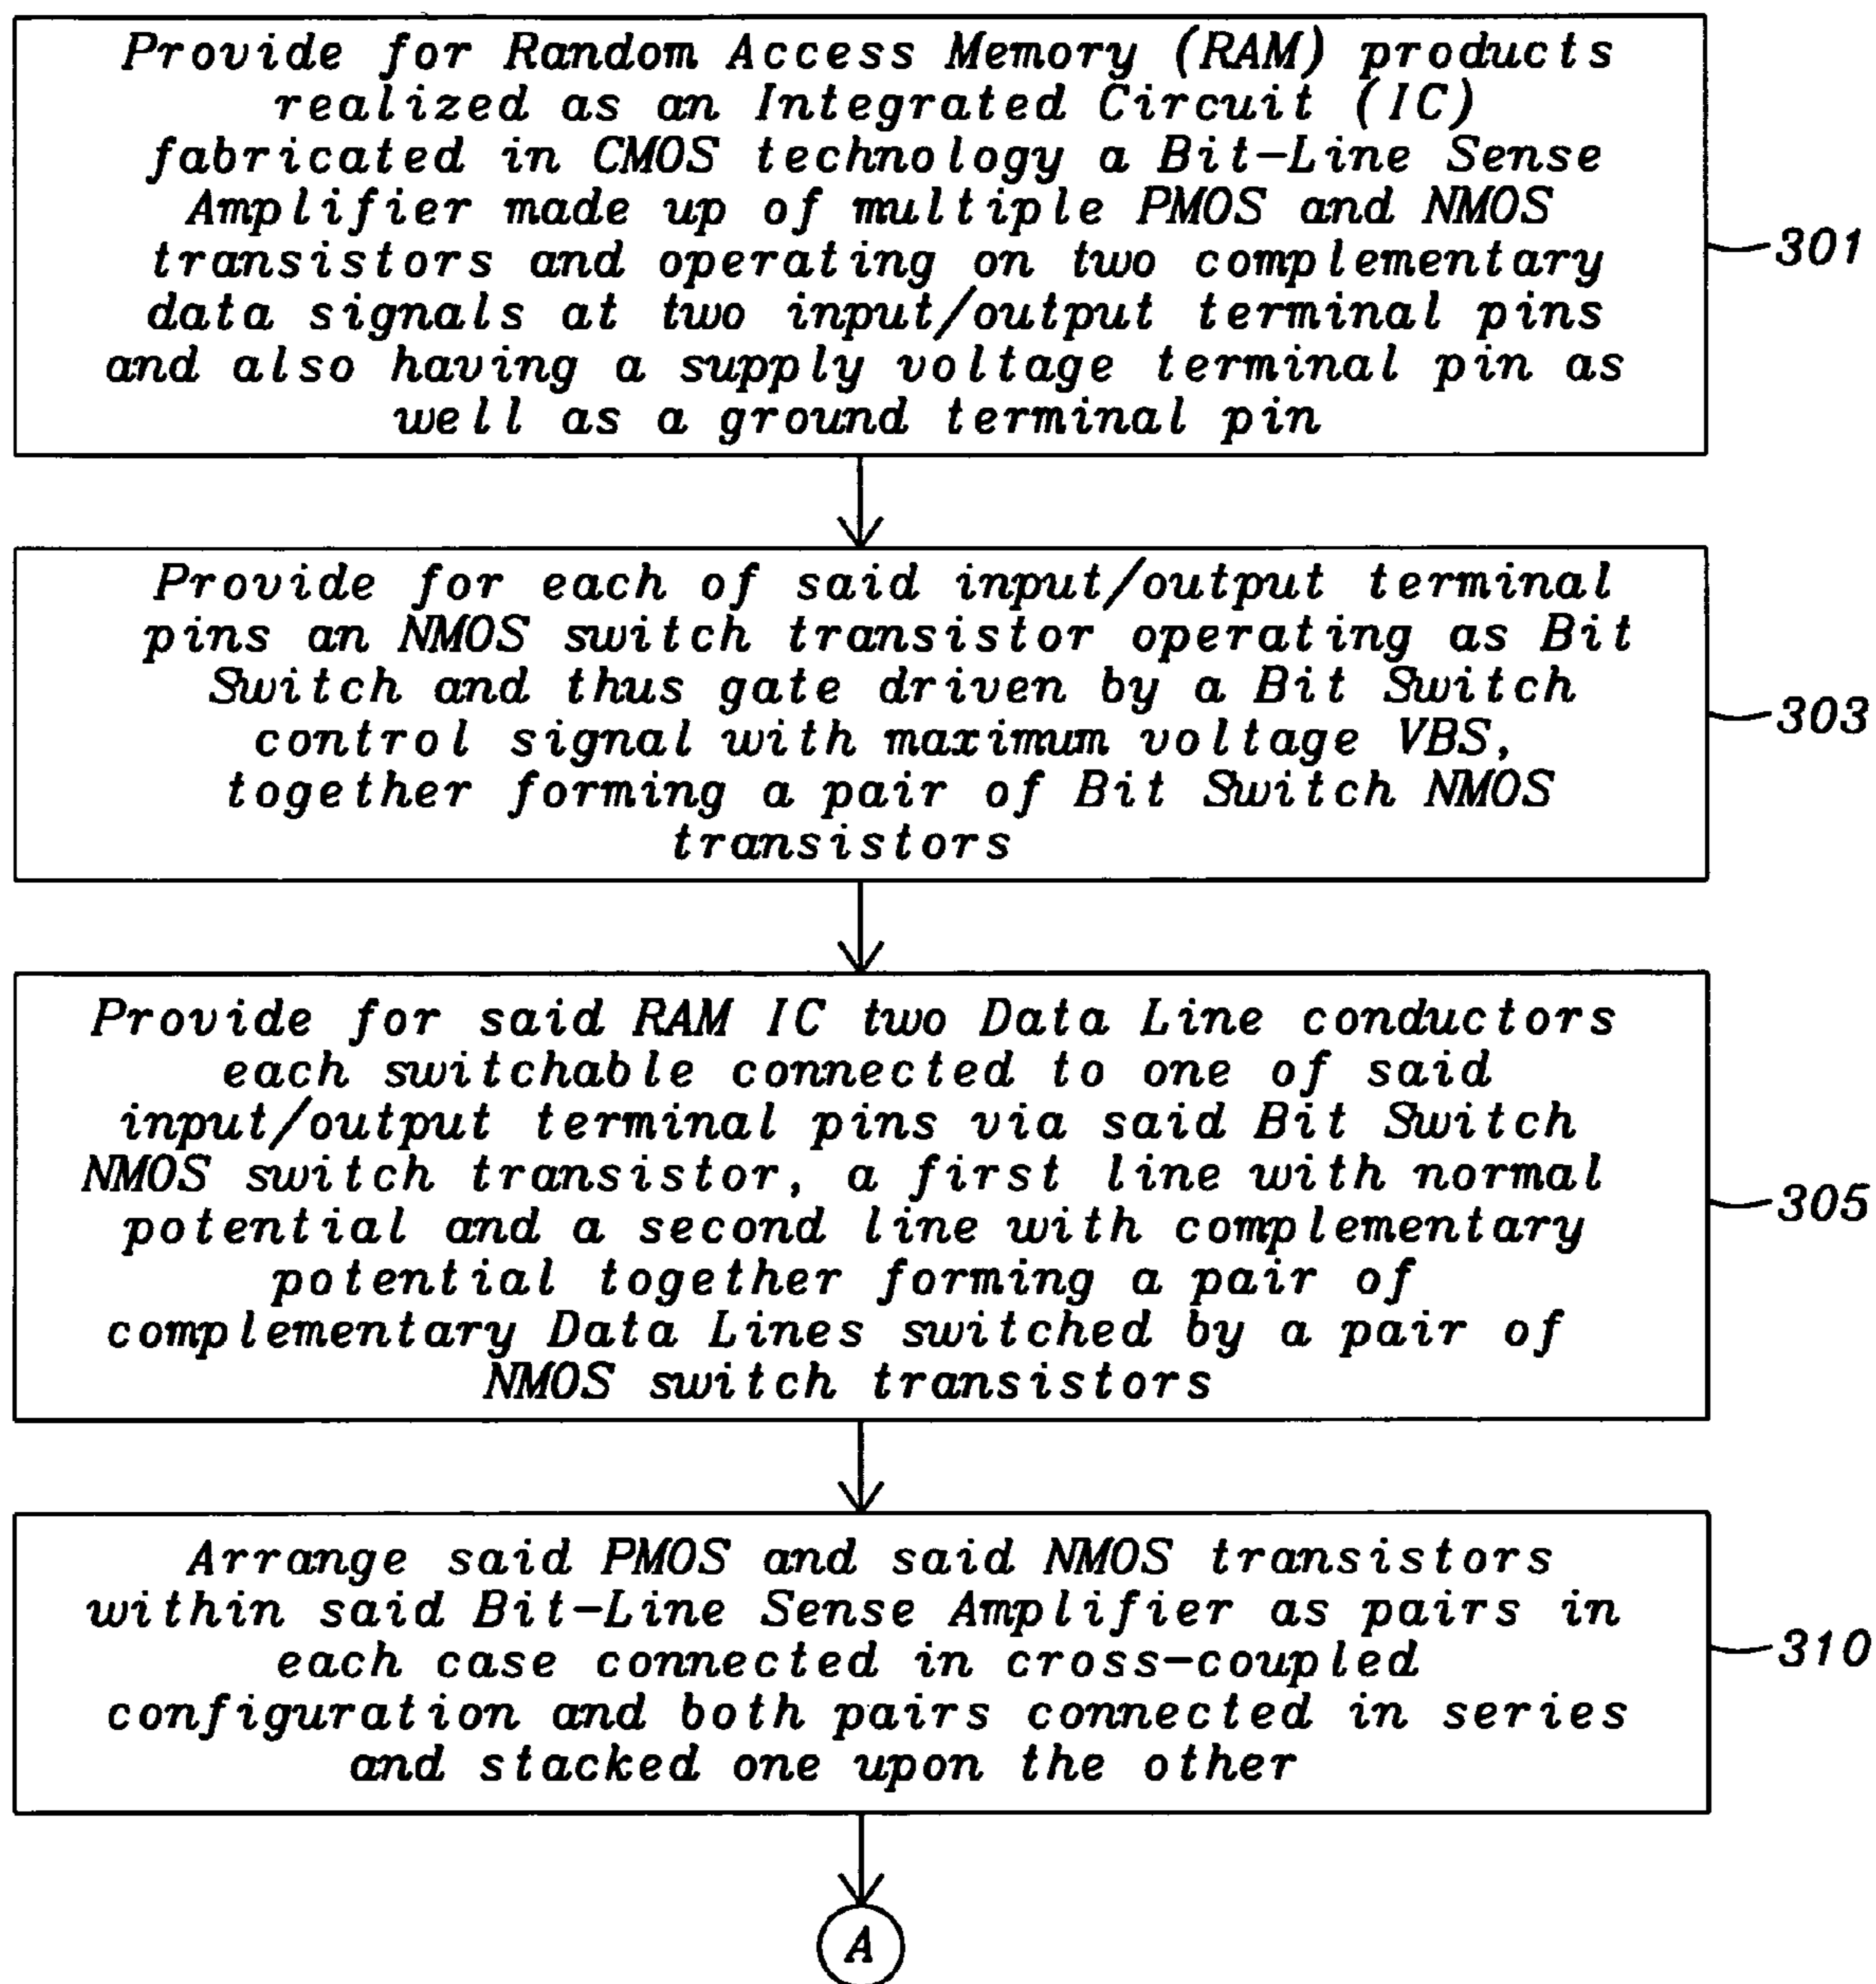 Provide for Random Access Memory (RAM) products
realized as an Integrated Circuit (IC)
fabricated in CMOS technology a Bit-Line Sense
Amplifier made up of multiple PMOS and NMOS
transistors and operating on two complementary
data signals at two input/output terminal pins
and also having a supply voltage terminal pin as
well as a ground terminal pin
301
Provide for each of said input/output terminal
pins an NMOS switch transistor operating as Bit
Switch and thus gate driven by a Bit Switch
control signal with maximum voltage VBS,
together forming a pair of Bit Switch NMOS
transistors
303
Provide for said RAM IC two Data Line conductors
each switchable connected to one of said
input/output terminal pins via said Bit Switch
NMOS switch transistor, a first line with normal
potential and a second line with complementary
potential together forming a pair of
complementary Data Lines switched by a pair of
NMOS switch transistors
305
Arrange said PMOS and said NMOS transistors
within said Bit-Line Sense Amplifier as pairs in
each case connected in cross-coupled
configuration and both pairs connected in series
and stacked one upon the other
310
A